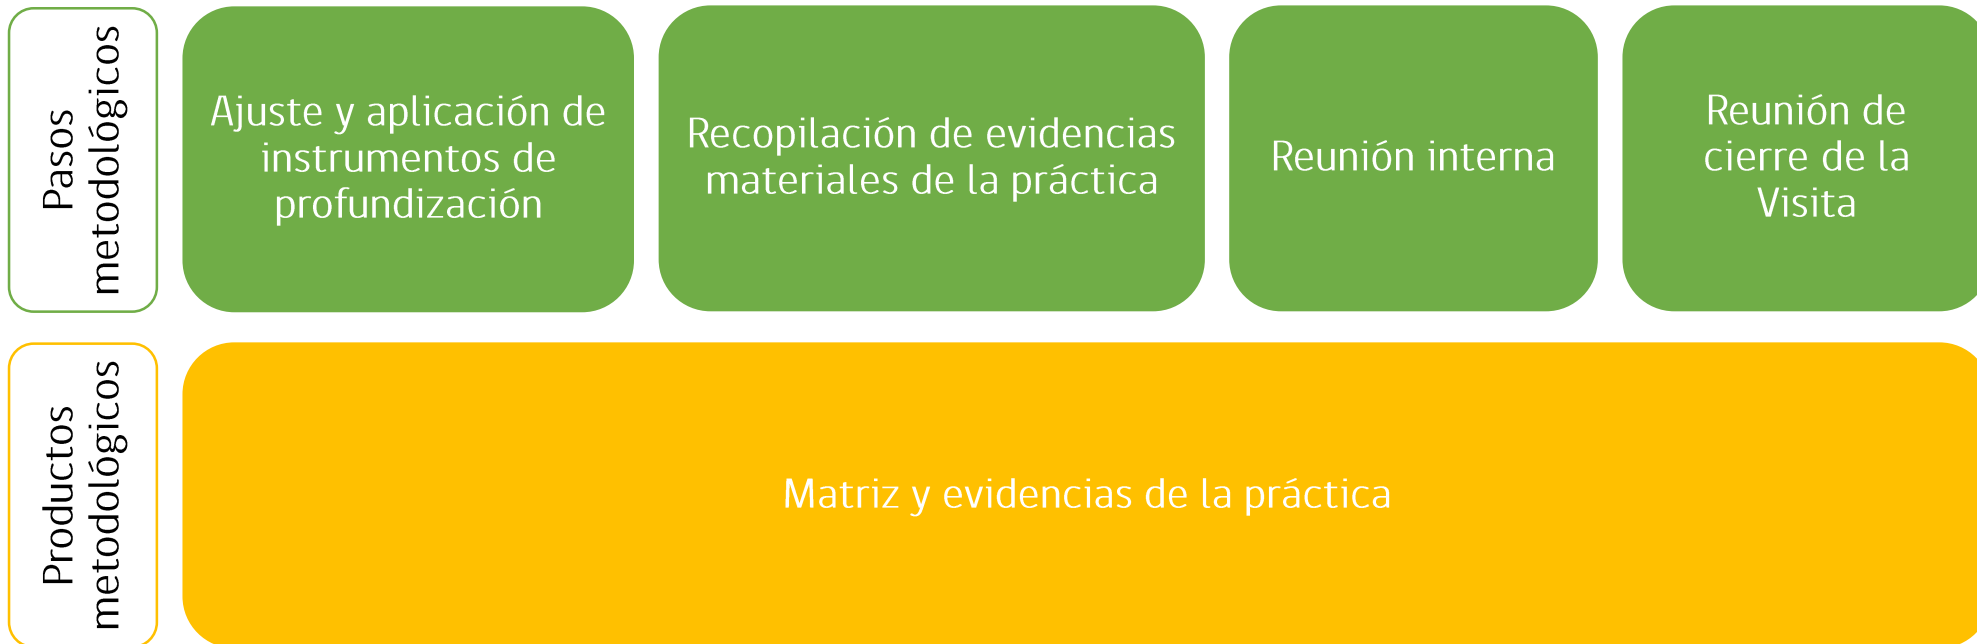 Pasos
metodológicos
Ajuste y aplicación de
instrumentos de
profundización
Recopilación de evidencias
materiales de la práctica
Reunión interna
Reunión de
cierre de la
Visita
Productos
metodológicos
Matriz y evidencias de la práctica